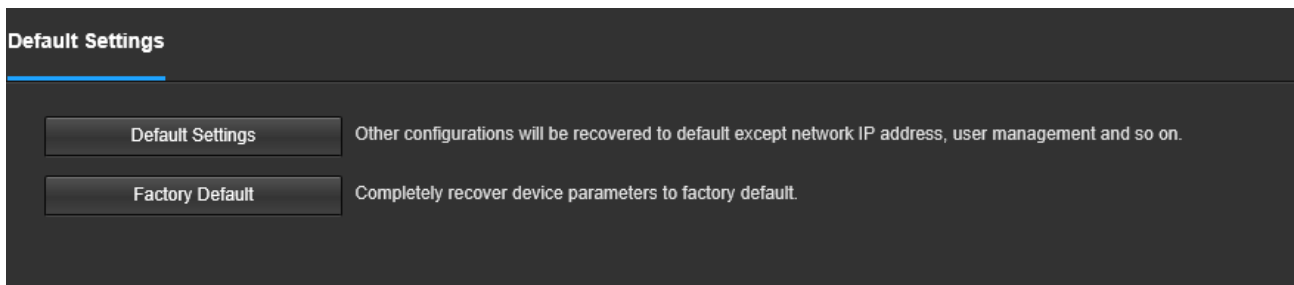 Default Settings
Default Settings Other configurations will be recovered to default except network IP address, user management and so on.
Factory Default Completely recover device parameters to factory default.